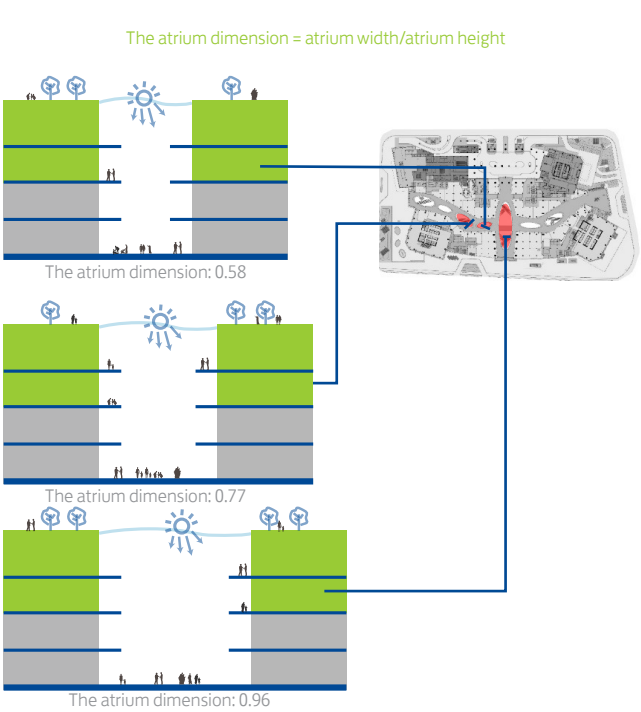 The atrium dimension = atrium width/atrium height
The atrium dimension: 0.58
The atrium dimension: 0.77
The atrium dimension: 0.96